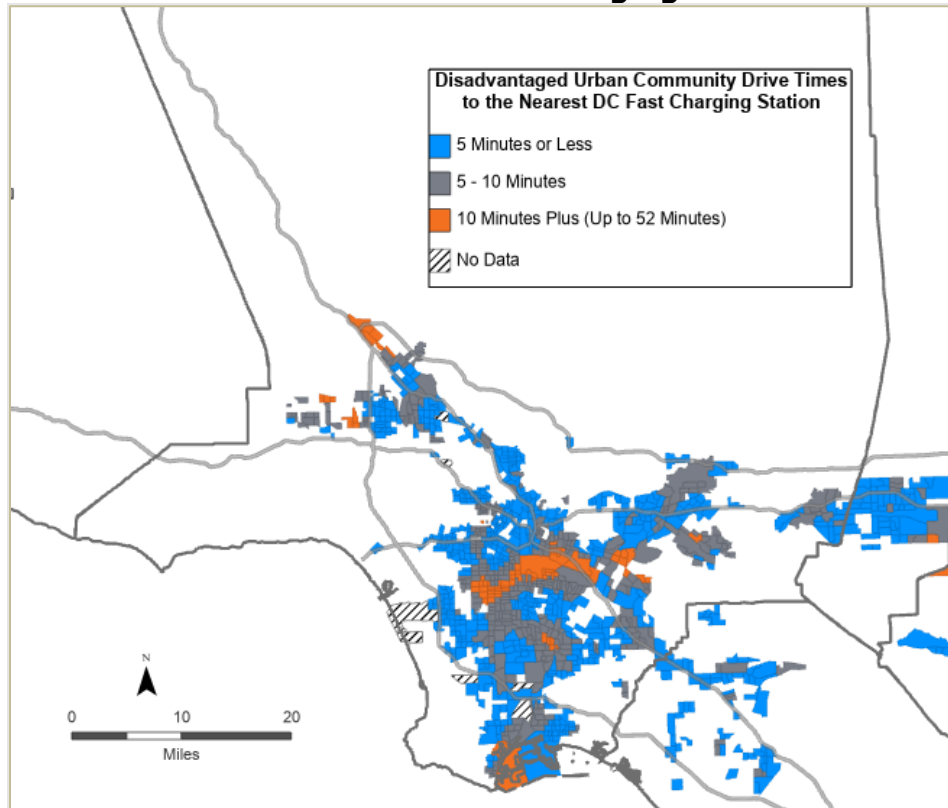 Disadvantaged Urban Community Drive Times
to the Nearest DC Fast Charging Station
5 Minutes or Less
5 - 10 Minutes
10 Minutes Plus (Up to 52 Minutes)
No Data
N
0 10 20
Miles